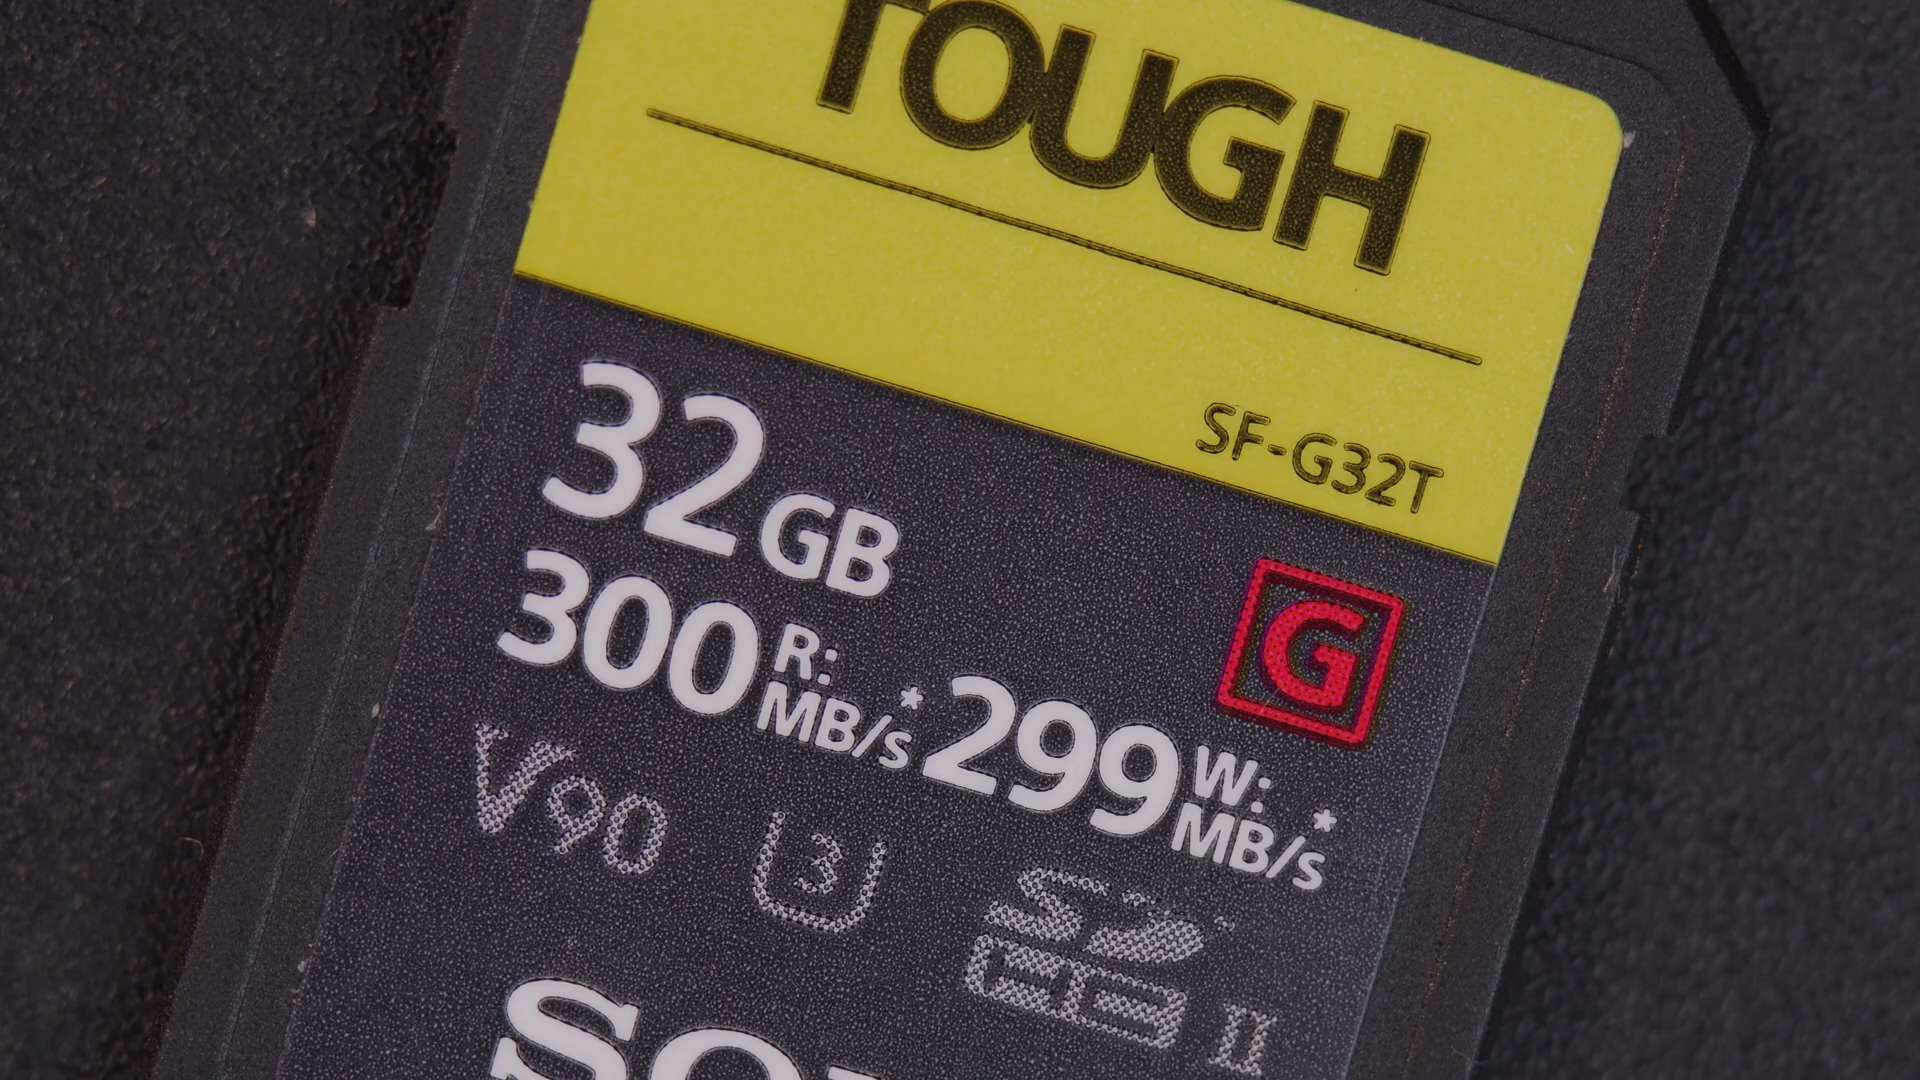 TOUGH
SF-G32T
32GB
G
300 R: MB/s* 299 W: MB/s*
V90 3 SD HC II